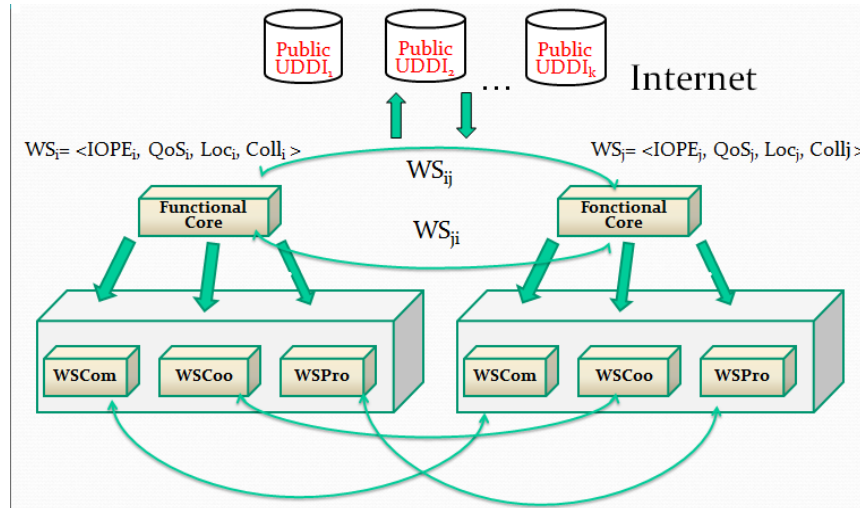 Public Public Public
UDDI₁ UDDI₂ ... UDDIₖ
Internet
WSᵢ= <IOPEᵢ, QoSᵢ, Locᵢ, Collᵢ >
WSⱼ= <IOPEⱼ, QoSⱼ, Locⱼ, Collj>
WSᵢⱼ
Functional
Core
Fonctional
Core
WSⱼᵢ
WSCom WSCoo WSPro
WSCom WSCoo WSPro